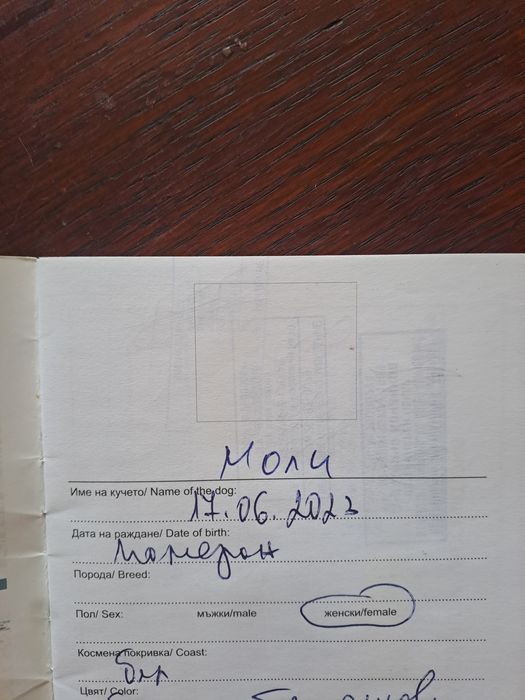 Моли
Име на кучето/ Name of the dog:
17.06.2023
Дата на раждане/ Date of birth:
Померан
Порода/ Breed:
Пол/ Sex: мъжки/male женски/female
Космена покривка/ Coast:
Цвят/ Color: